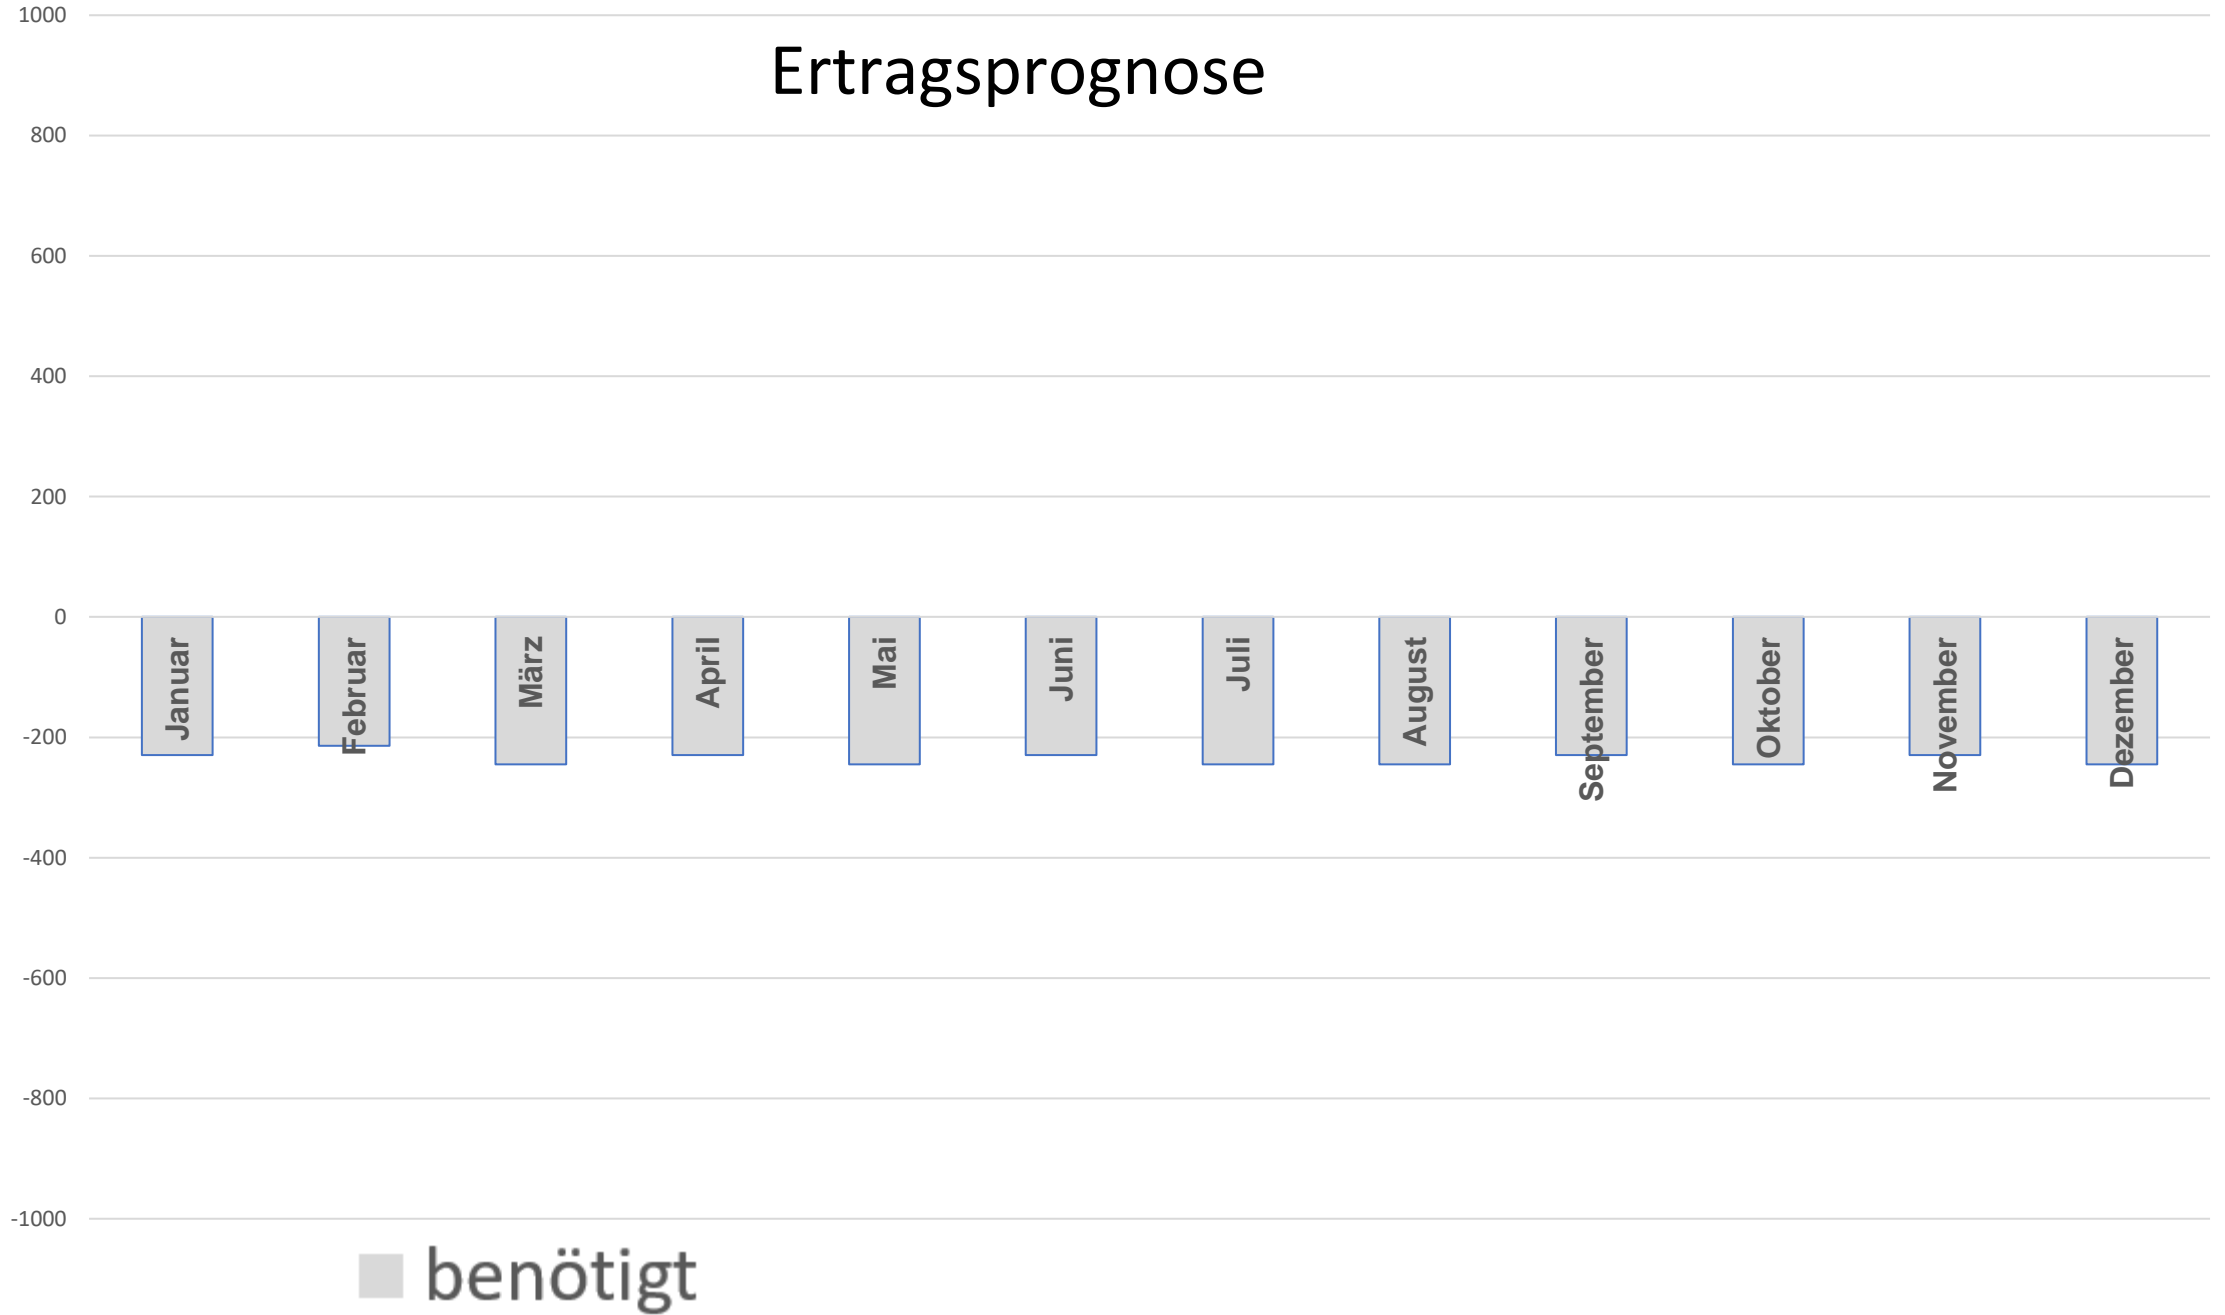 1000
Ertragsprognose
800
600
400
200
0
Januar
Februar
März
April
Mai
Juni
Juli
August
September
Oktober
November
Dezember
-200
-400
-600
-800
-1000
benötigt